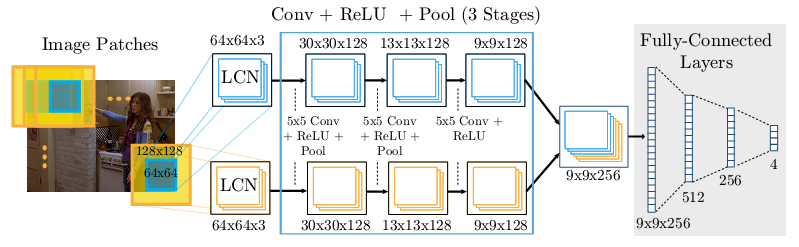 Conv + ReLU + Pool (3 Stages)
Image Patches
64x64x3
30x30x128
13x13x128
9x9x128
Fully-Connected
Layers
LCN
5x5 Conv
+ ReLU +
Pool
5x5 Conv
+ ReLU +
Pool
5x5 Conv
+ ReLU
128x128
64x64
LCN
64x64x3
30x30x128
13x13x128
9x9x128
9x9x256
9x9x256
512
256
4